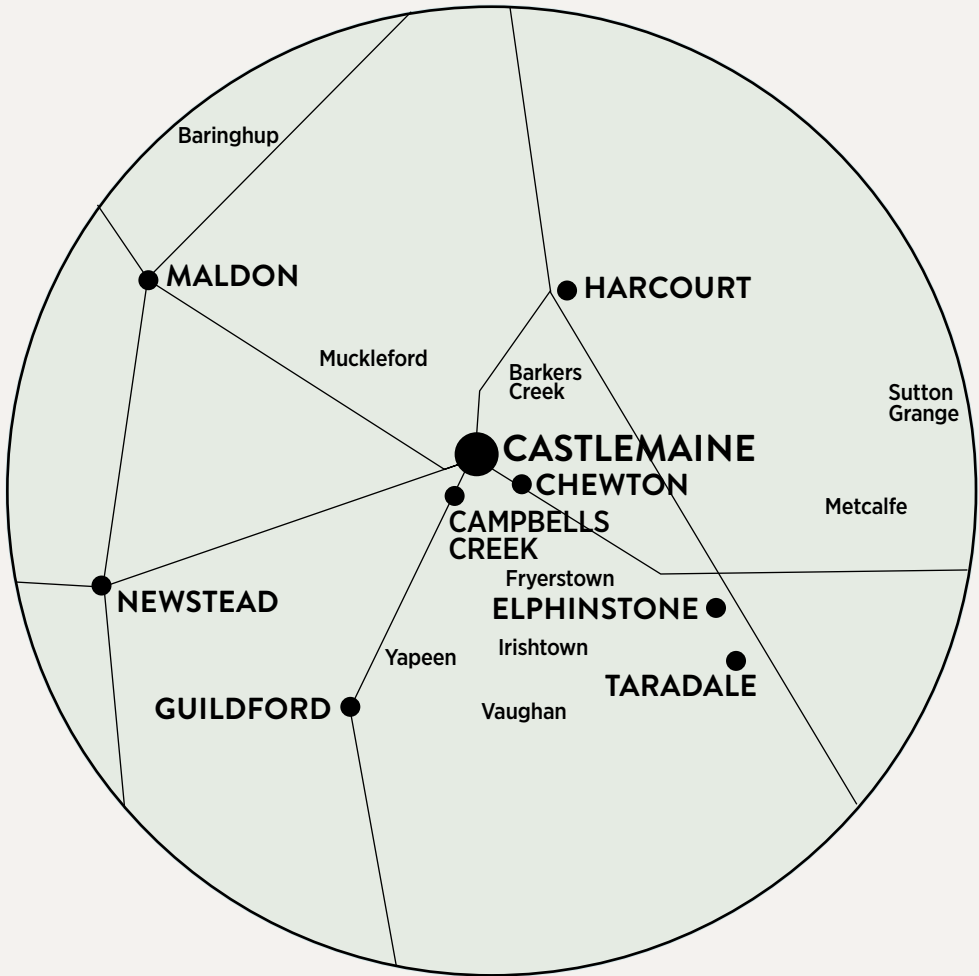 Baringhup
MALDON
HARCOURT
Muckleford
Barkers
Creek
Sutton
Grange
CASTLEMAINE
CHEWTON
Metcalfe
CAMPBELLS
CREEK
Fryerstown
NEWSTEAD
ELPHINSTONE
Irishtown
Yapeen
TARADALE
GUILDFORD
Vaughan